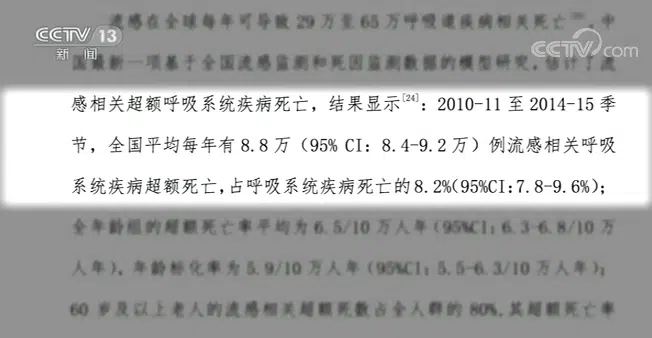 CCTV 13
新闻
CCTV.com
流感在全球每年可导致 29 万至 65 万呼吸道疾病相关死亡 , 中
国最新一项基于全国流感监测和死因监测数据的模型研究, 估计了流
感相关超额呼吸系统疾病死亡, 结果显示[24]: 2010-11 至 2014-15 季
节, 全国平均每年有 8.8 万 (95% CI: 8.4-9.2 万) 例流感相关呼吸
系统疾病超额死亡, 占呼吸系统疾病死亡的 8.2%(95%CI:7.8-9.6%);
全年龄组的超额死亡率平均为 6.5/10 万人年 (95%CI: 6.3-6.8/10 万
人年), 年龄标化率为 5.9/10 万人年 (95%CI: 5.5-6.3/10 万人年);
60 岁及以上老人的流感相关超额死数占全人群的 80%, 其超额死亡率